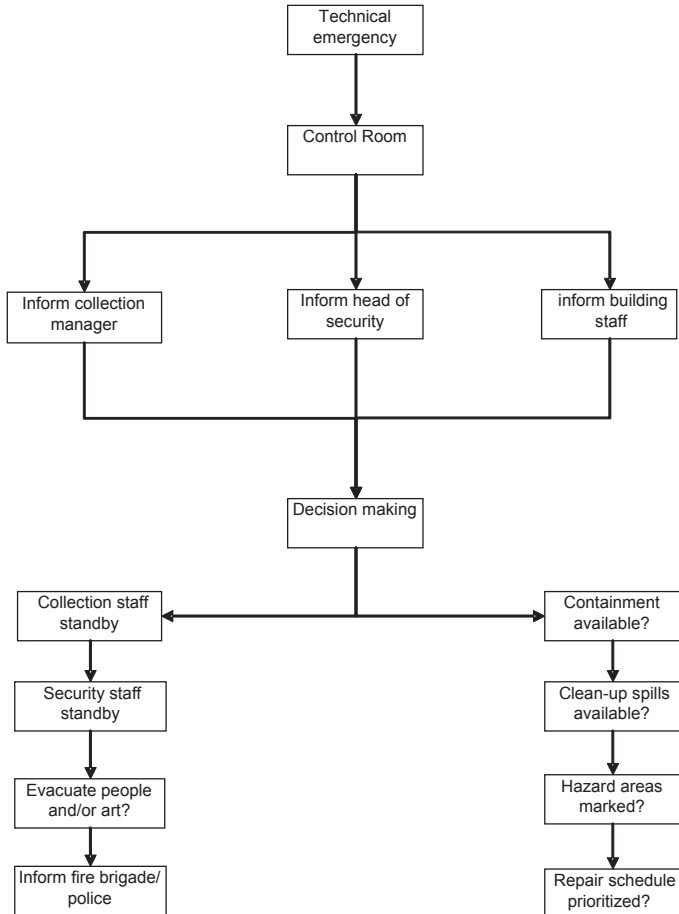 Technical
emergency
Control Room
Inform collection
manager
Inform head of
security
inform building
staff
Decision making
Collection staff
standby
Containment
available?
Security staff
standby
Clean-up spills
available?
Evacuate people
and/or art?
Hazard areas
marked?
Inform fire brigade/
police
Repair schedule
prioritized?